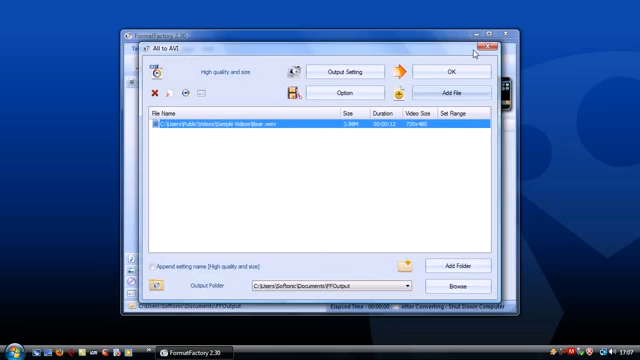 FormatFactory 2.30
All to AVI
High quality and size
Output Setting
OK
Option
Add File
File Name Size Duration Video Size Set Range
C:\Users\Public\Videos\Sample Videos\Bear.wmv 3.86M 00:00:13 720x480
Append setting name [High quality and size]
Add Folder
Output Folder
C:\Users\Softonic\Documents\FFOutput
Browse
C:\Users\Softonic\Documents\FFOutput Elapsed Time : 00:00:00 After Converting : Shut Down Computer
FormatFactory 2.30
17:07